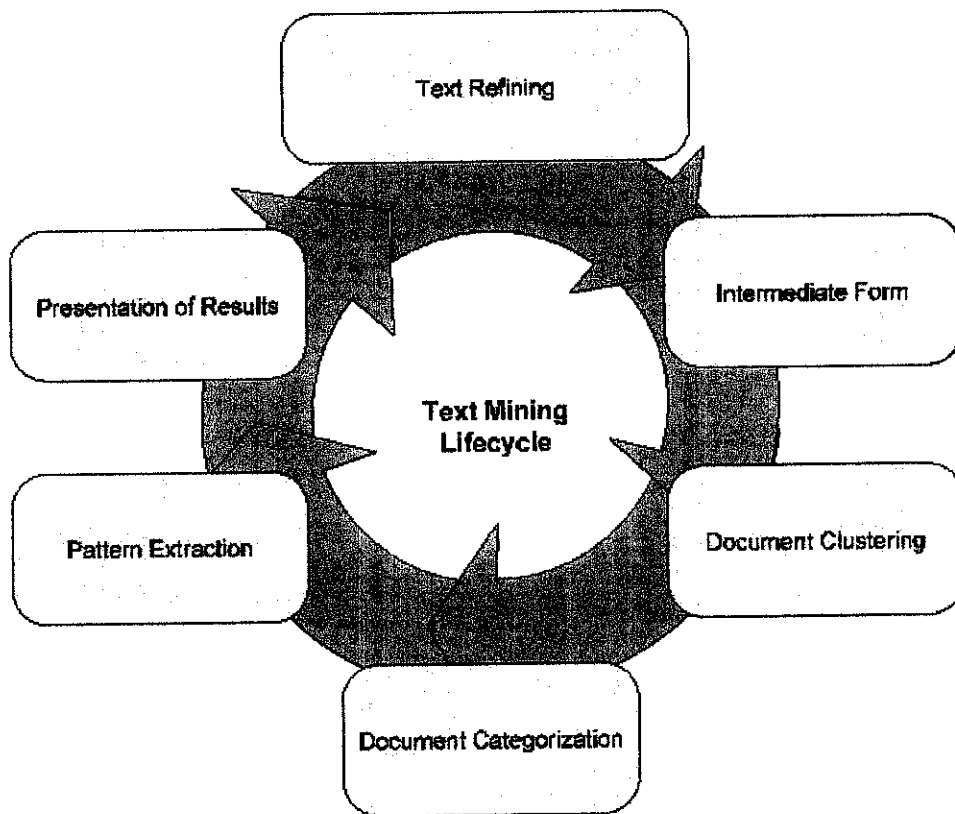 Text Refining
Presentation of Results
Intermediate Form
Text Mining
Lifecycle
Pattern Extraction
Document Clustering
Document Categorization